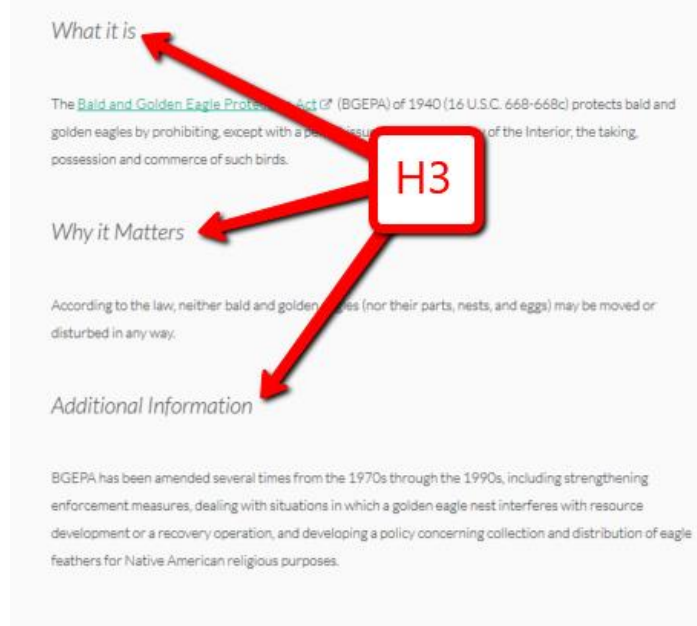 What it is
The Bald and Golden Eagle Protection Act (BGEPA) of 1940 (16 U.S.C. 668-668c) protects bald and
golden eagles by prohibiting, except with a of the Interior, the taking,
possession and commerce of such birds.
H3
Why it Matters
According to the law, neither bald and golden (nor their parts, nests, and eggs) may be moved or
disturbed in any way.
Additional Information
BGEPA has been amended several times from the 1970s through the 1990s, including strengthening
enforcement measures, dealing with situations in which a golden eagle nest interferes with resource
development or a recovery operation, and developing a policy concerning collection and distribution of eagle
feathers for Native American religious purposes.